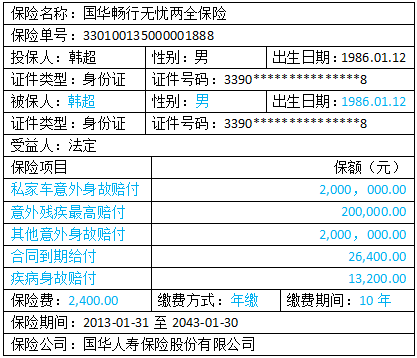 保险名称：国华畅行无忧两全保险
保险单号：330100135000001888
投保人：韩超 性别：男 出生日期：1986.01.12
证件类型：身份证 证件号码：3390***************8
被保人：韩超 性别：男 出生日期：1986.01.12
证件类型：身份证 证件号码：3390***************8
受益人：法定
保险项目 保额（元）
私家车意外身故赔付 2,000，000.00
意外残疾最高赔付 200,000.00
其他意外身故赔付 2,000，000.00
合同到期给付 26,400.00
疾病身故赔付 13,200.00
保险费：2,400.00 缴费方式：年缴 缴费期间：10 年
保险期间：2013-01-31 至 2043-01-30
保险公司：国华人寿保险股份有限公司